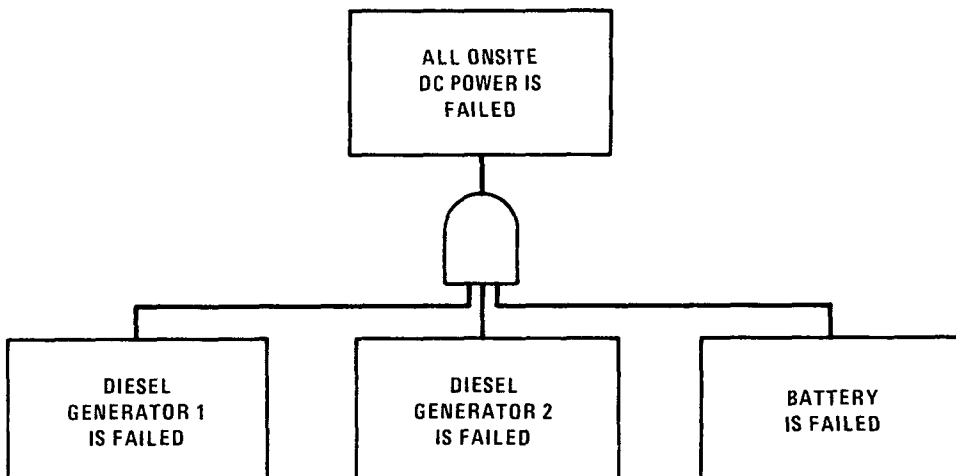 ALL ONSITE
DC POWER IS
FAILED
DIESEL
GENERATOR 1
IS FAILED
DIESEL
GENERATOR 2
IS FAILED
BATTERY
IS FAILED